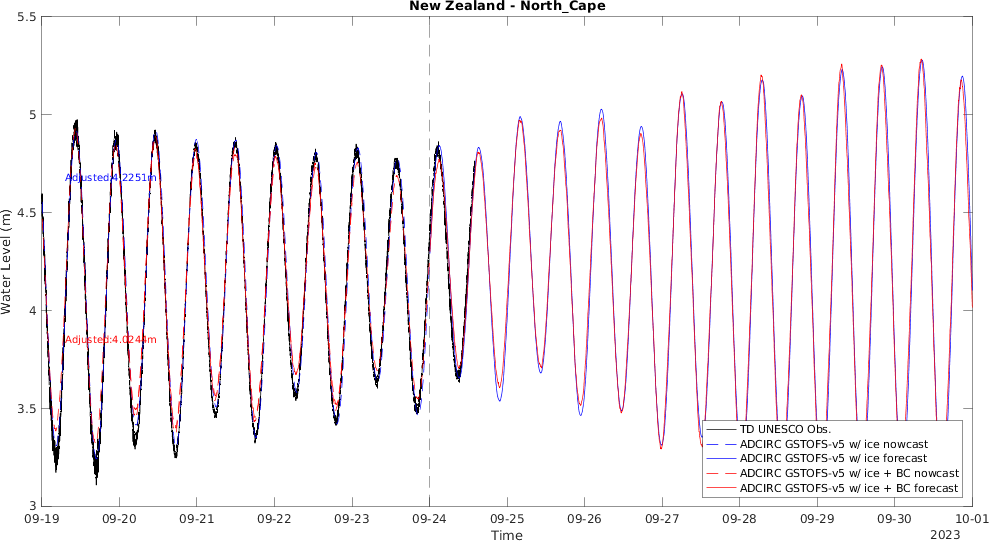 New Zealand - North_Cape
5.5
5
4.5
4
3.5
3
Water Level (m)
Adjusted:4.2251m
Adjusted:4.0244m
TD UNESCO Obs.
ADCIRC GSTOFS-v5 w/ ice nowcast
ADCIRC GSTOFS-v5 w/ ice forecast
ADCIRC GSTOFS-v5 w/ ice + BC nowcast
ADCIRC GSTOFS-v5 w/ ice + BC forecast
09-19 09-20 09-21 09-22 09-23 09-24 09-25 09-26 09-27 09-28 09-29 09-30 10-01
Time
2023